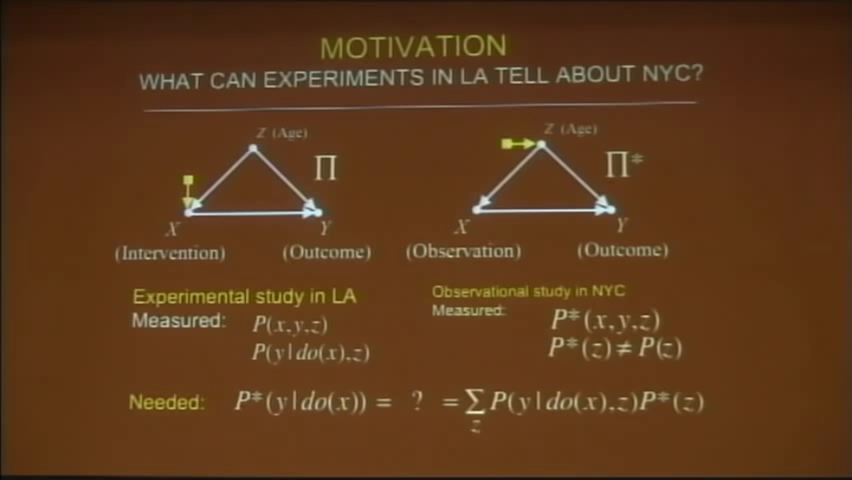 MOTIVATION
WHAT CAN EXPERIMENTS IN LA TELL ABOUT NYC?
Z (Age)
Z (Age)
Π
Π*
X
Y
X
Y
(Intervention)
(Outcome)
(Observation)
(Outcome)
Experimental study in LA
Measured: P(x,y,z)
P(y|do(x),z)
Observational study in NYC
Measured: P*(x,y,z)
P*(z) ≠ P(z)
Needed: P*(y|do(x)) = ? = ∑z P(y|do(x),z)P*(z)